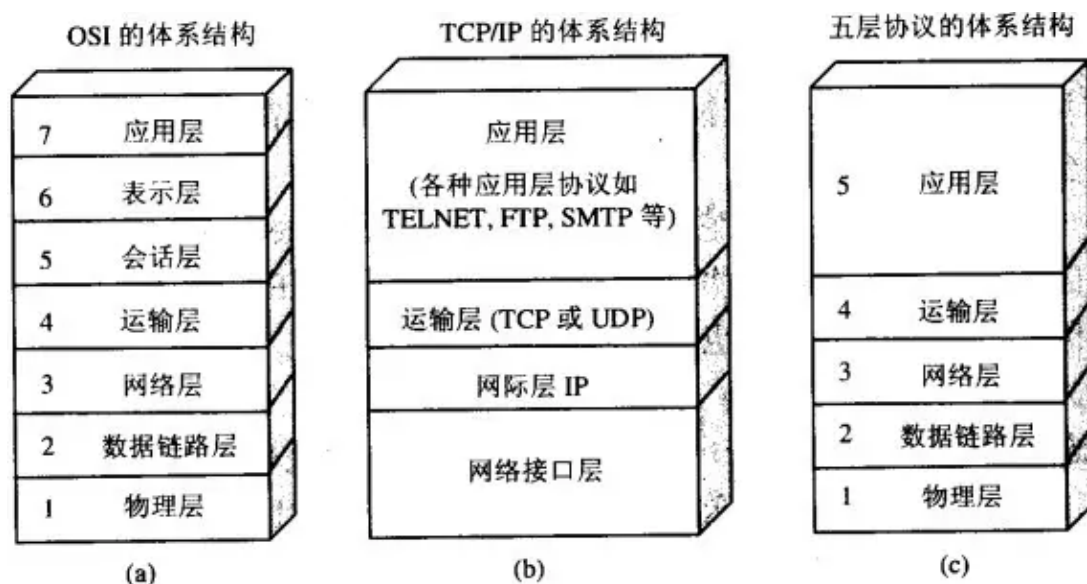 OSI 的体系结构
7 应用层
6 表示层
5 会话层
4 运输层
3 网络层
2 数据链路层
1 物理层
(a)
TCP/IP 的体系结构
应用层
(各种应用层协议如
TELNET, FTP, SMTP 等)
运输层 (TCP 或 UDP)
网际层 IP
网络接口层
(b)
五层协议的体系结构
5 应用层
4 运输层
3 网络层
2 数据链路层
1 物理层
(c)